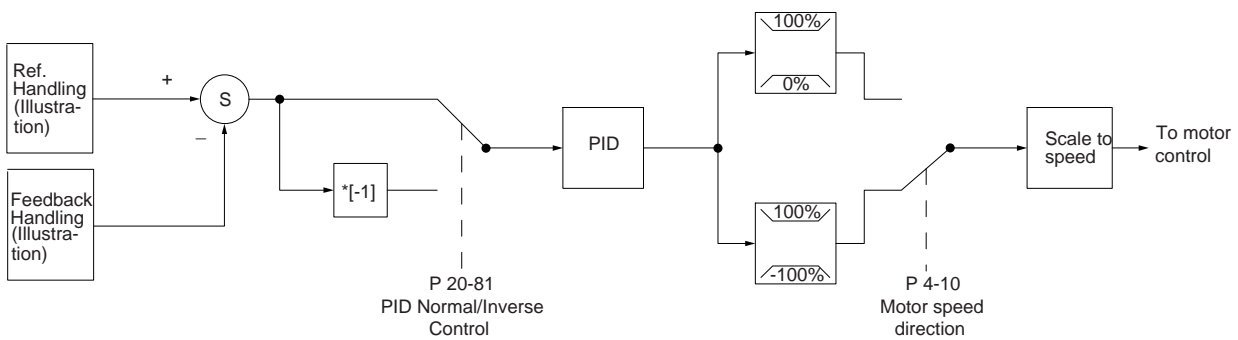 Ref.
Handling
(Illustra-
tion)
+
S
_
Feedback
Handling
(Illustra-
tion)
*[-1]
P 20-81
PID Normal/Inverse
Control
PID
100%
0%
100%
-100%
P 4-10
Motor speed
direction
Scale to
speed
To motor
control